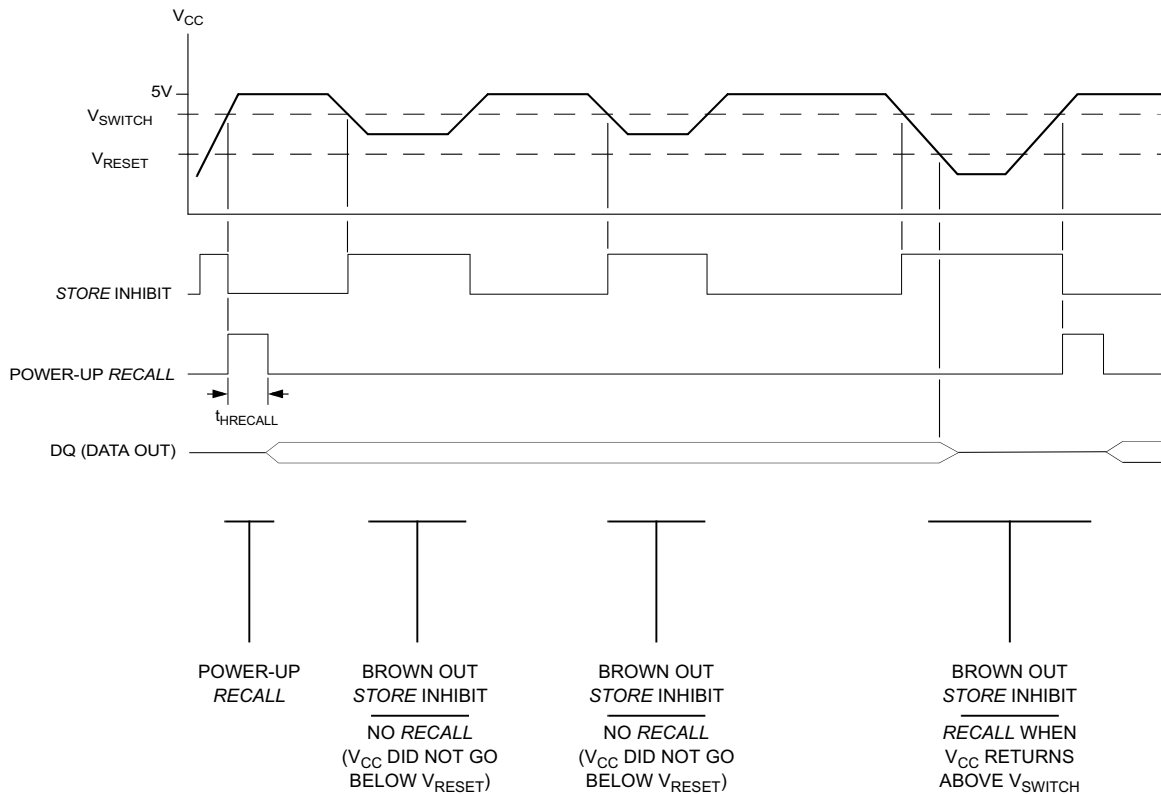 VCC
5V
VSWITCH
VRESET
STORE INHIBIT
POWER-UP RECALL
tHRECALL
DQ (DATA OUT)
POWER-UP
RECALL
BROWN OUT
STORE INHIBIT
NO RECALL
(VCC DID NOT GO
BELOW VRESET)
BROWN OUT
STORE INHIBIT
NO RECALL
(VCC DID NOT GO
BELOW VRESET)
BROWN OUT
STORE INHIBIT
RECALL WHEN
VCC RETURNS
ABOVE VSWITCH